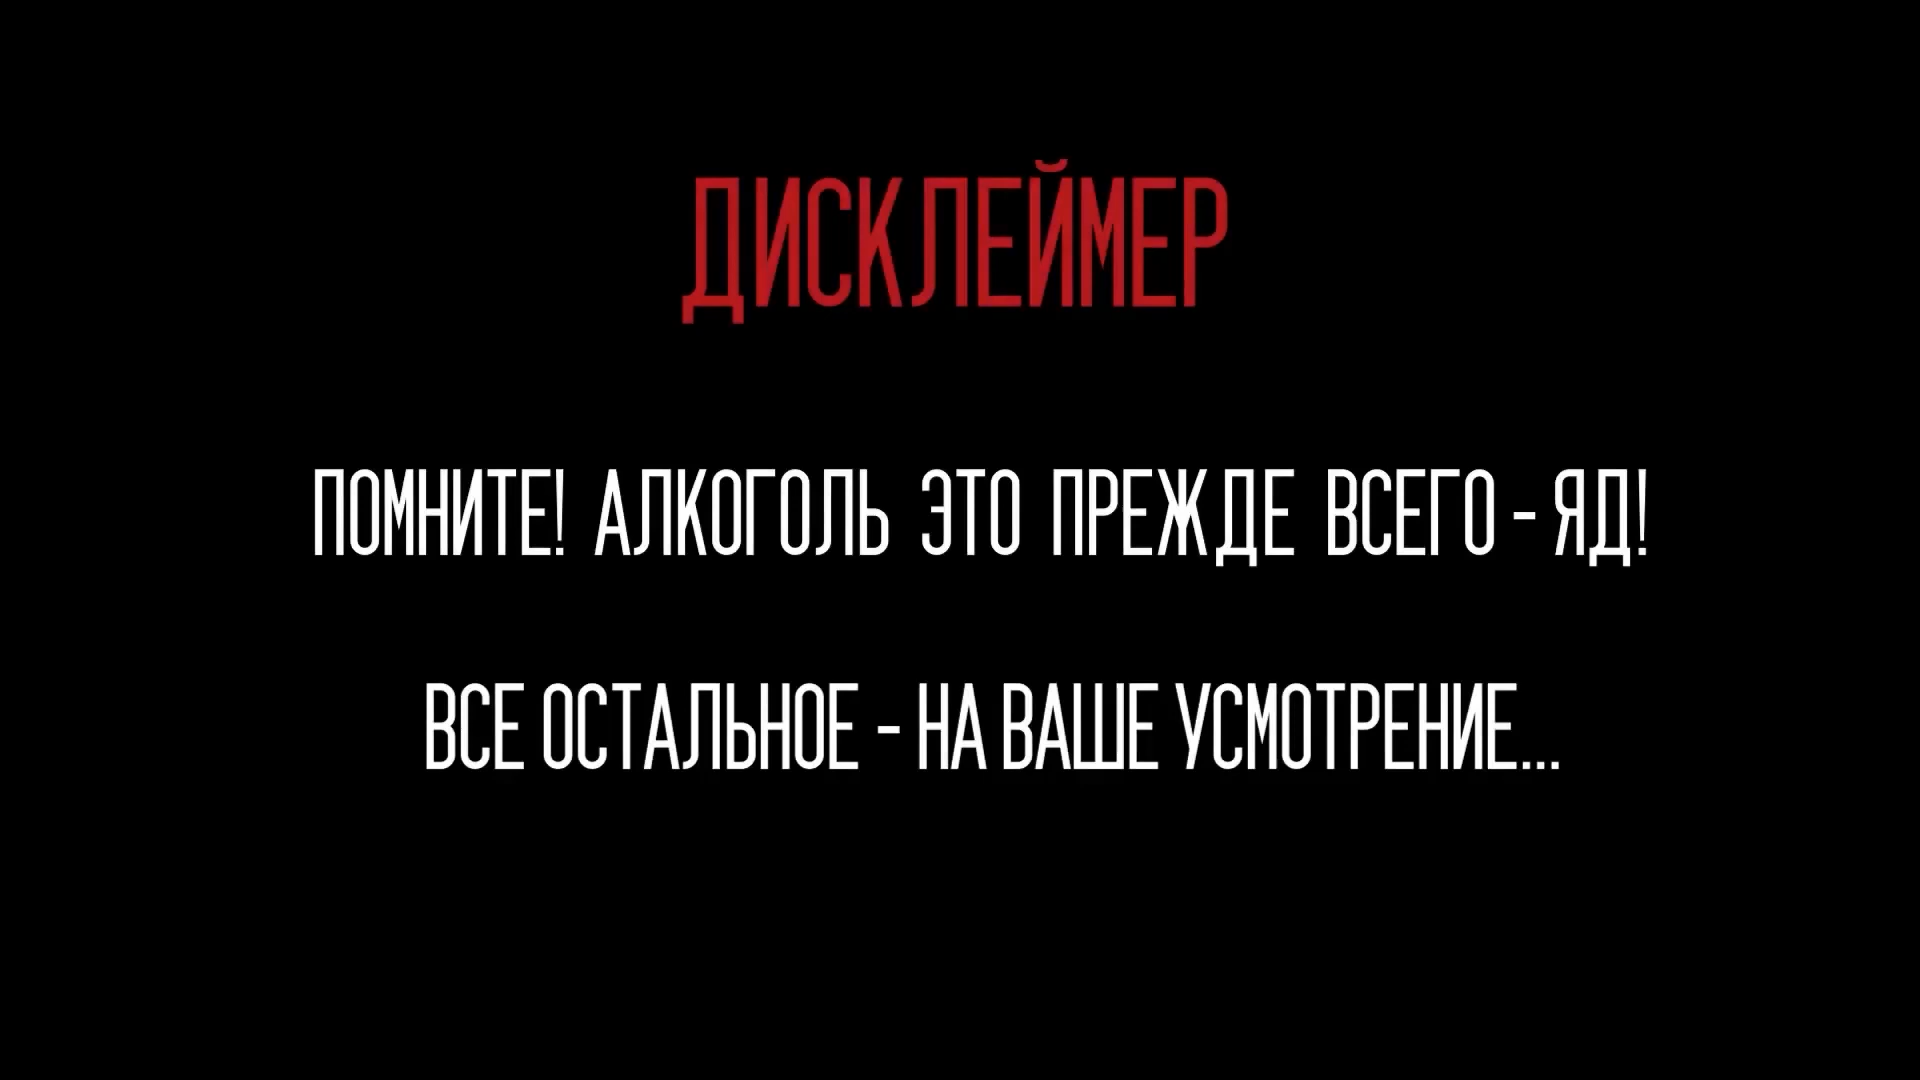 ДИСКЛЕЙМЕР
ПОМНИТЕ! АЛКОГОЛЬ ЭТО ПРЕЖДЕ ВСЕГО - ЯД!
ВСЕ ОСТАЛЬНОЕ - НА ВАШЕ УСМОТРЕНИЕ...